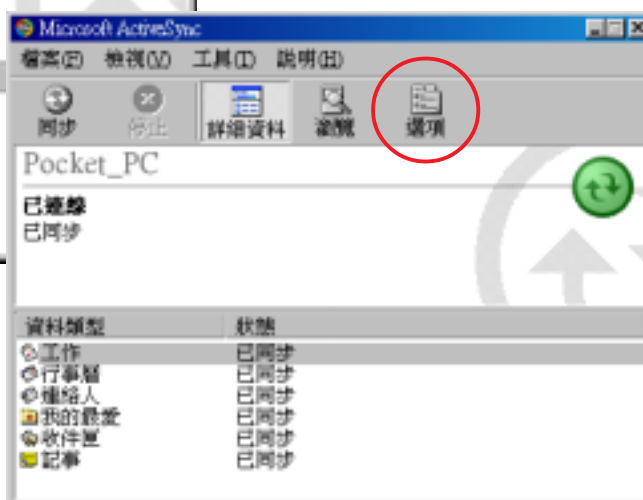 Microsoft ActiveSync
檔案(F) 檢視(V) 工具(T) 説明(H)
同步 停止 詳細資料 瀏覽 選項
Pocket_PC
已連線
已同步
資料類型 狀態
工作 已同步
行事曆 已同步
連絡人 已同步
我的最愛 已同步
收件匣 已同步
記事 已同步